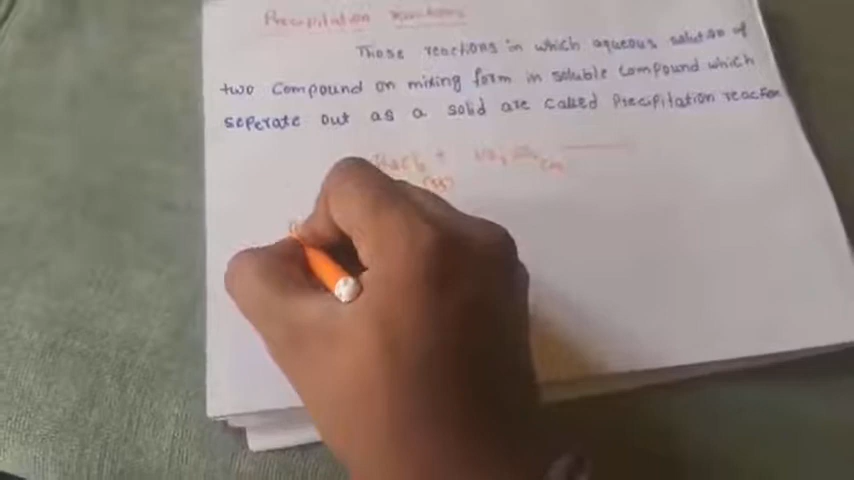 Precipitation Reactions
Those reactions in which aqueous solution of
two compound on mixing form in soluble compound which
seperate out as a solid are called Precipitation reaction